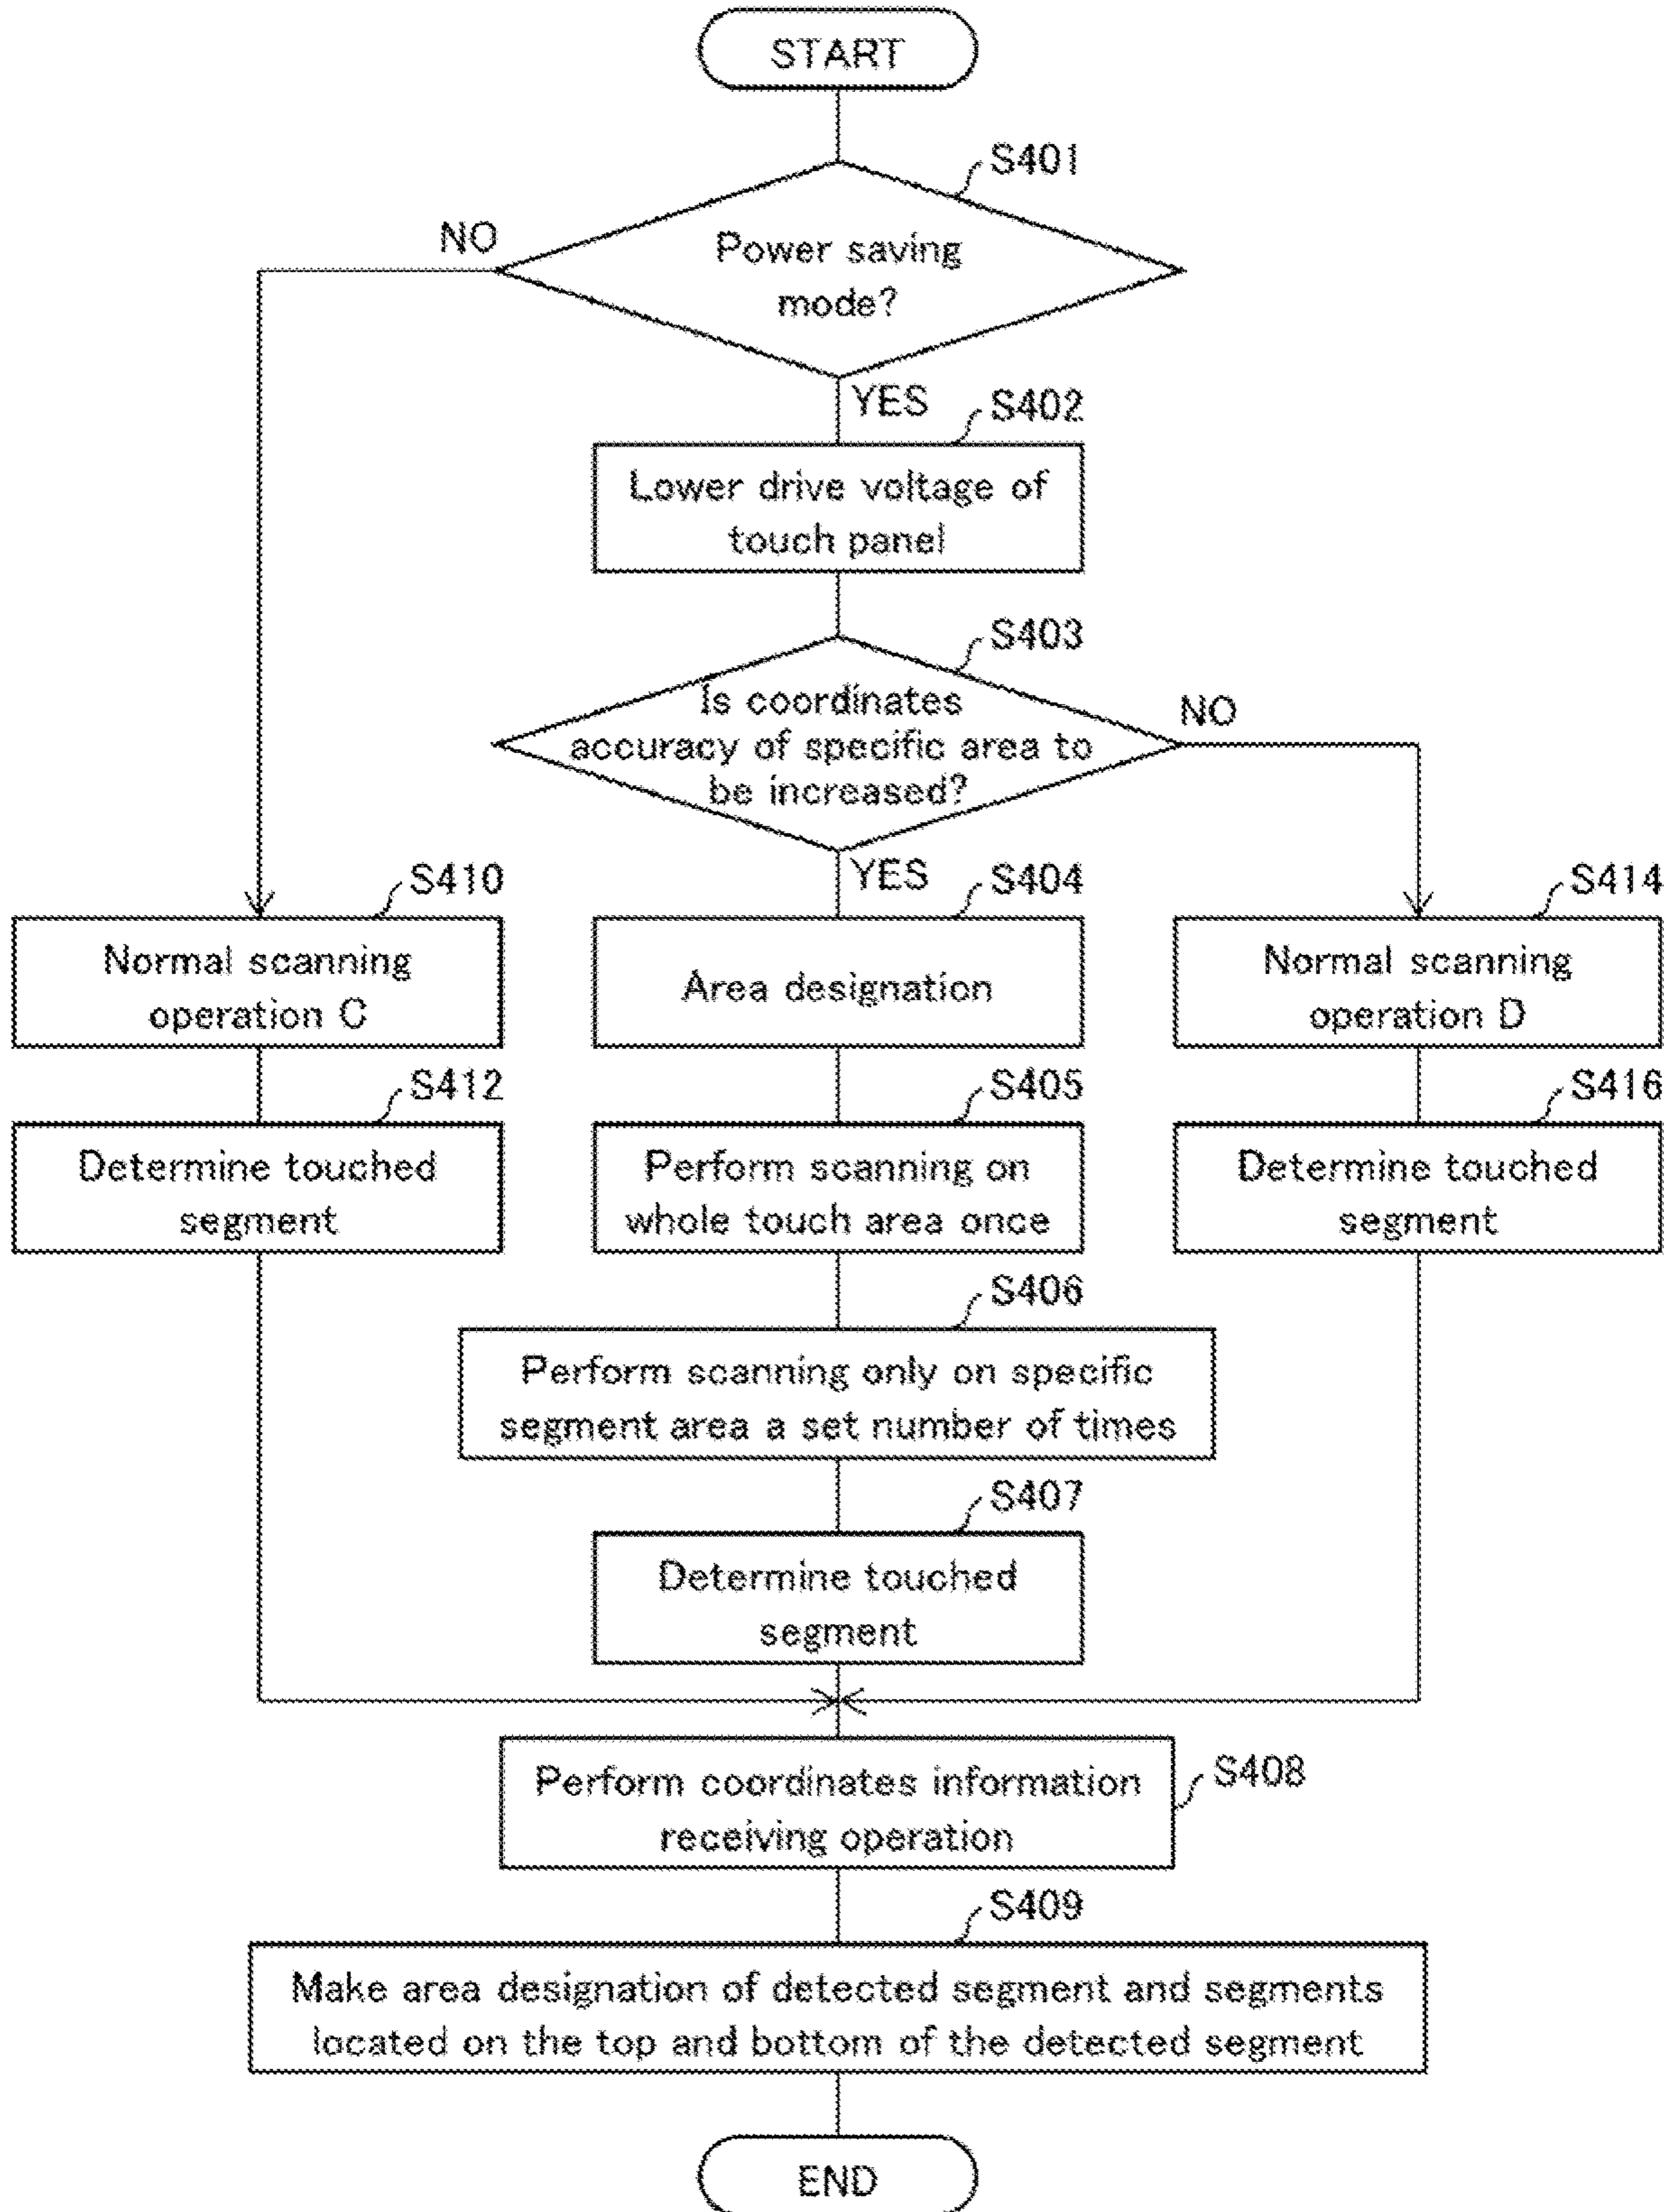 START
S401
NO
Power saving
mode?
YES
S402
Lower drive voltage of
touch panel
S403
Is coordinates
accuracy of specific area to
be increased?
NO
YES
S410
S404
S414
Normal scanning
operation C
Area designation
Normal scanning
operation D
S412
S405
S416
Determine touched
segment
Perform scanning on
whole touch area once
Determine touched
segment
S406
Perform scanning only on specific
segment area a set number of times
S407
Determine touched
segment
S408
Perform coordinates information
receiving operation
S409
Make area designation of detected segment and segments
located on the top and bottom of the detected segment
END